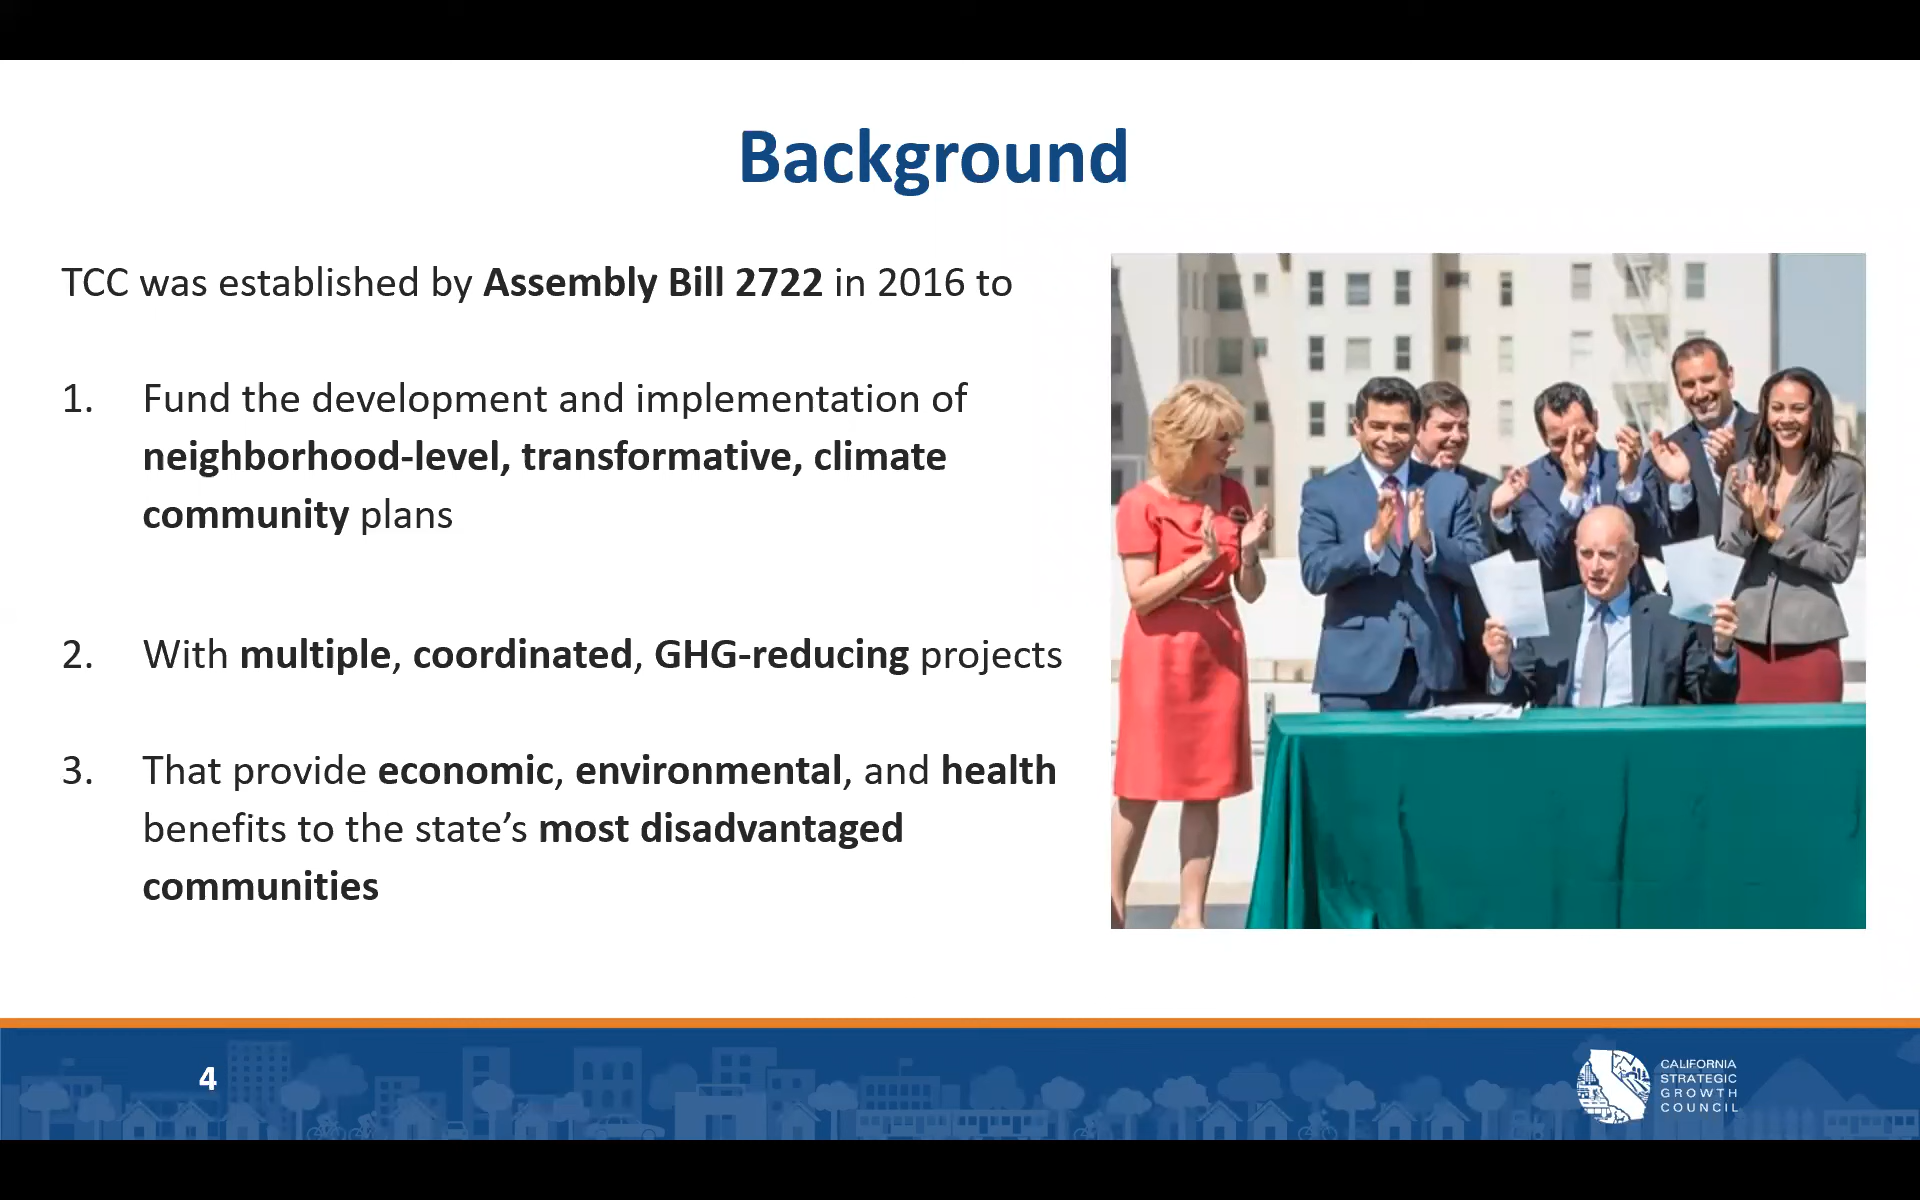 Background
TCC was established by Assembly Bill 2722 in 2016 to
1. Fund the development and implementation of
neighborhood-level, transformative, climate
community plans
2. With multiple, coordinated, GHG-reducing projects
3. That provide economic, environmental, and health
benefits to the state’s most disadvantaged
communities
4
CALIFORNIA
STRATEGIC
GROWTH
COUNCIL